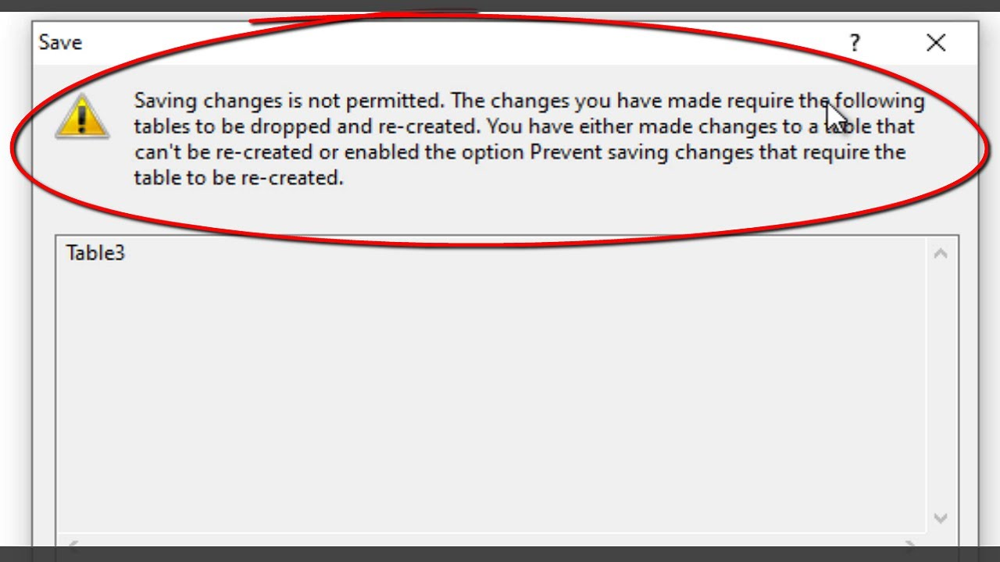 Save
?
Saving changes is not permitted. The changes you have made require the following
tables to be dropped and re-created. You have either made changes to a table that
can't be re-created or enabled the option Prevent saving changes that require the
table to be re-created.
Table3